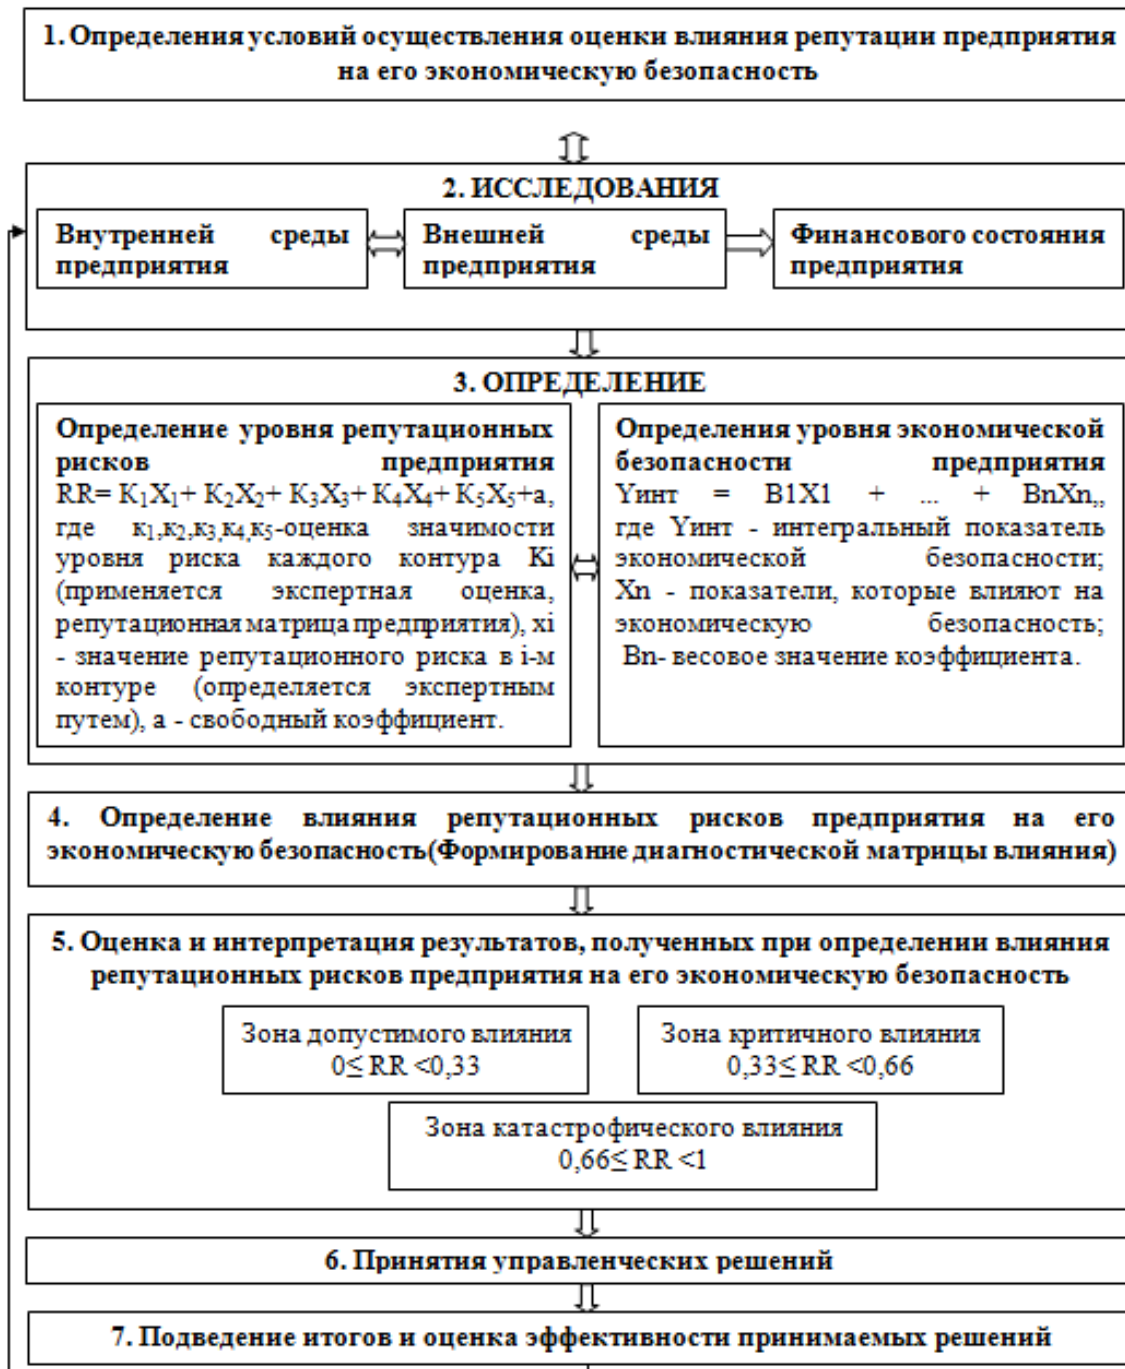 1. Определения условий осуществления оценки влияния репутации предприятия
на его экономическую безопасность
2. ИССЛЕДОВАНИЯ
Внутренней среды
предприятия
Внешней среды
предприятия
Финансового состояния
предприятия
3. ОПРЕДЕЛЕНИЕ
Определение уровня репутационных
рисков предприятия
RR= K₁X₁+ K₂X₂+ K₃X₃+ K₄X₄+ K₅X₅+a,
где к₁,к₂,к₃,к₄,к₅-оценка значимости
уровня риска каждого контура Ki
(применяется экспертная оценка,
репутационная матрица предприятия), xi
- значение репутационного риска в i-м
контуре (определяется экспертным
путем), a - свободный коэффициент.
Определения уровня экономической
безопасности предприятия
Yинт = B1X1 + ... + BnXn,,
где Yинт - интегральный показатель
экономической безопасности;
Xn - показатели, которые влияют на
экономическую безопасность;
Bn- весовое значение коэффициента.
4. Определение влияния репутационных рисков предприятия на его
экономическую безопасность(Формирование диагностической матрицы влияния)
5. Оценка и интерпретация результатов, полученных при определении влияния
репутационных рисков предприятия на его экономическую безопасность
Зона допустимого влияния
0≤ RR <0,33
Зона критичного влияния
0,33≤ RR <0,66
Зона катастрофического влияния
0,66≤ RR <1
6. Принятия управленческих решений
7. Подведение итогов и оценка эффективности принимаемых решений